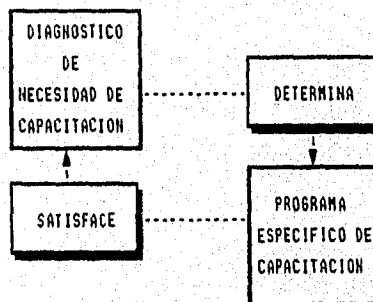 DIAGNOSTICO
DE
NECESIDAD DE
CAPACITACION
DETERMINA
SATISFACE
PROGRAMA
ESPECIFICO DE
CAPACITACION